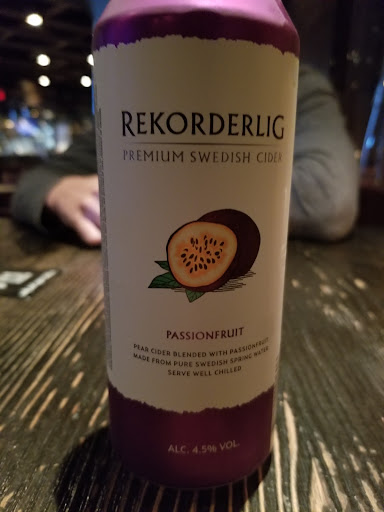 REKORDERLIG
PREMIUM SWEDISH CIDER
PASSIONFRUIT
PEAR CIDER BLENDED WITH PASSIONFRUIT.
MADE FROM PURE SWEDISH SPRING WATER.
SERVE WELL CHILLED
ALC. 4.5% VOL.